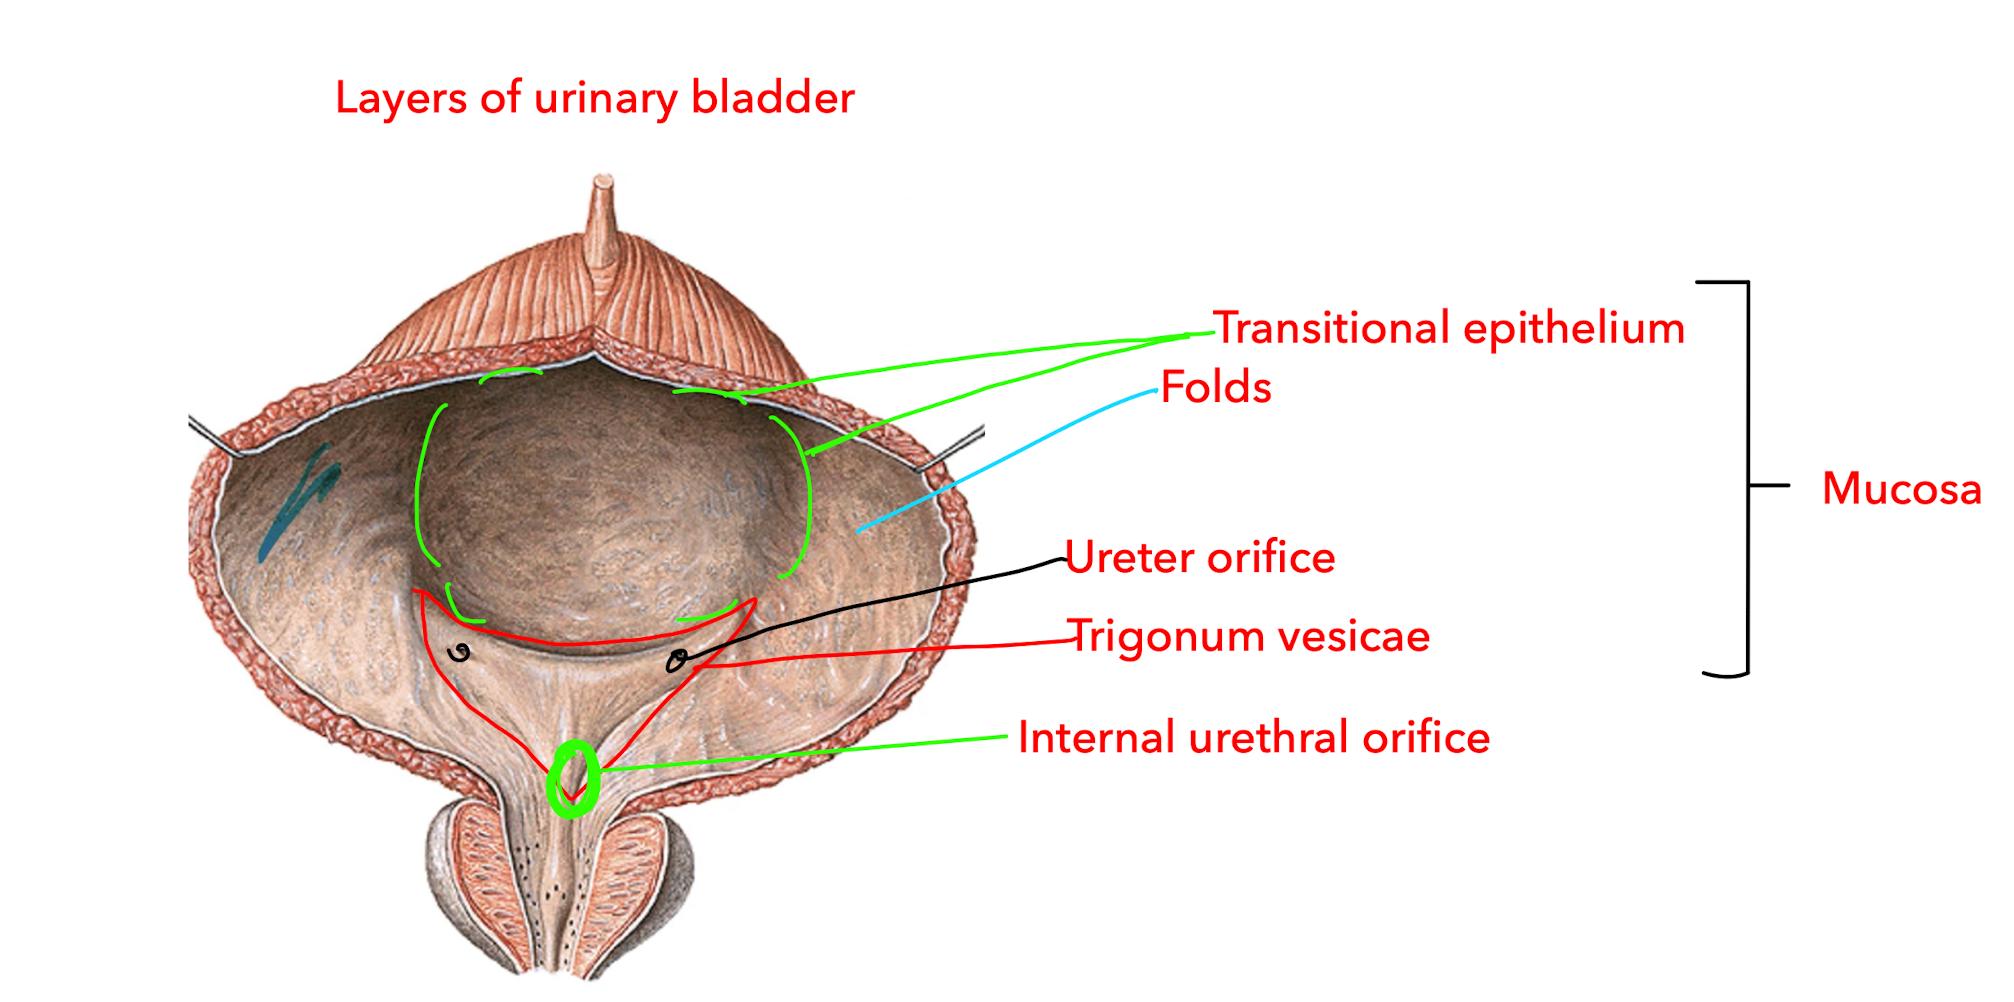 Layers of urinary bladder
Transitional epithelium
Folds
Mucosa
Ureter orifice
Trigonum vesicae
Internal urethral orifice